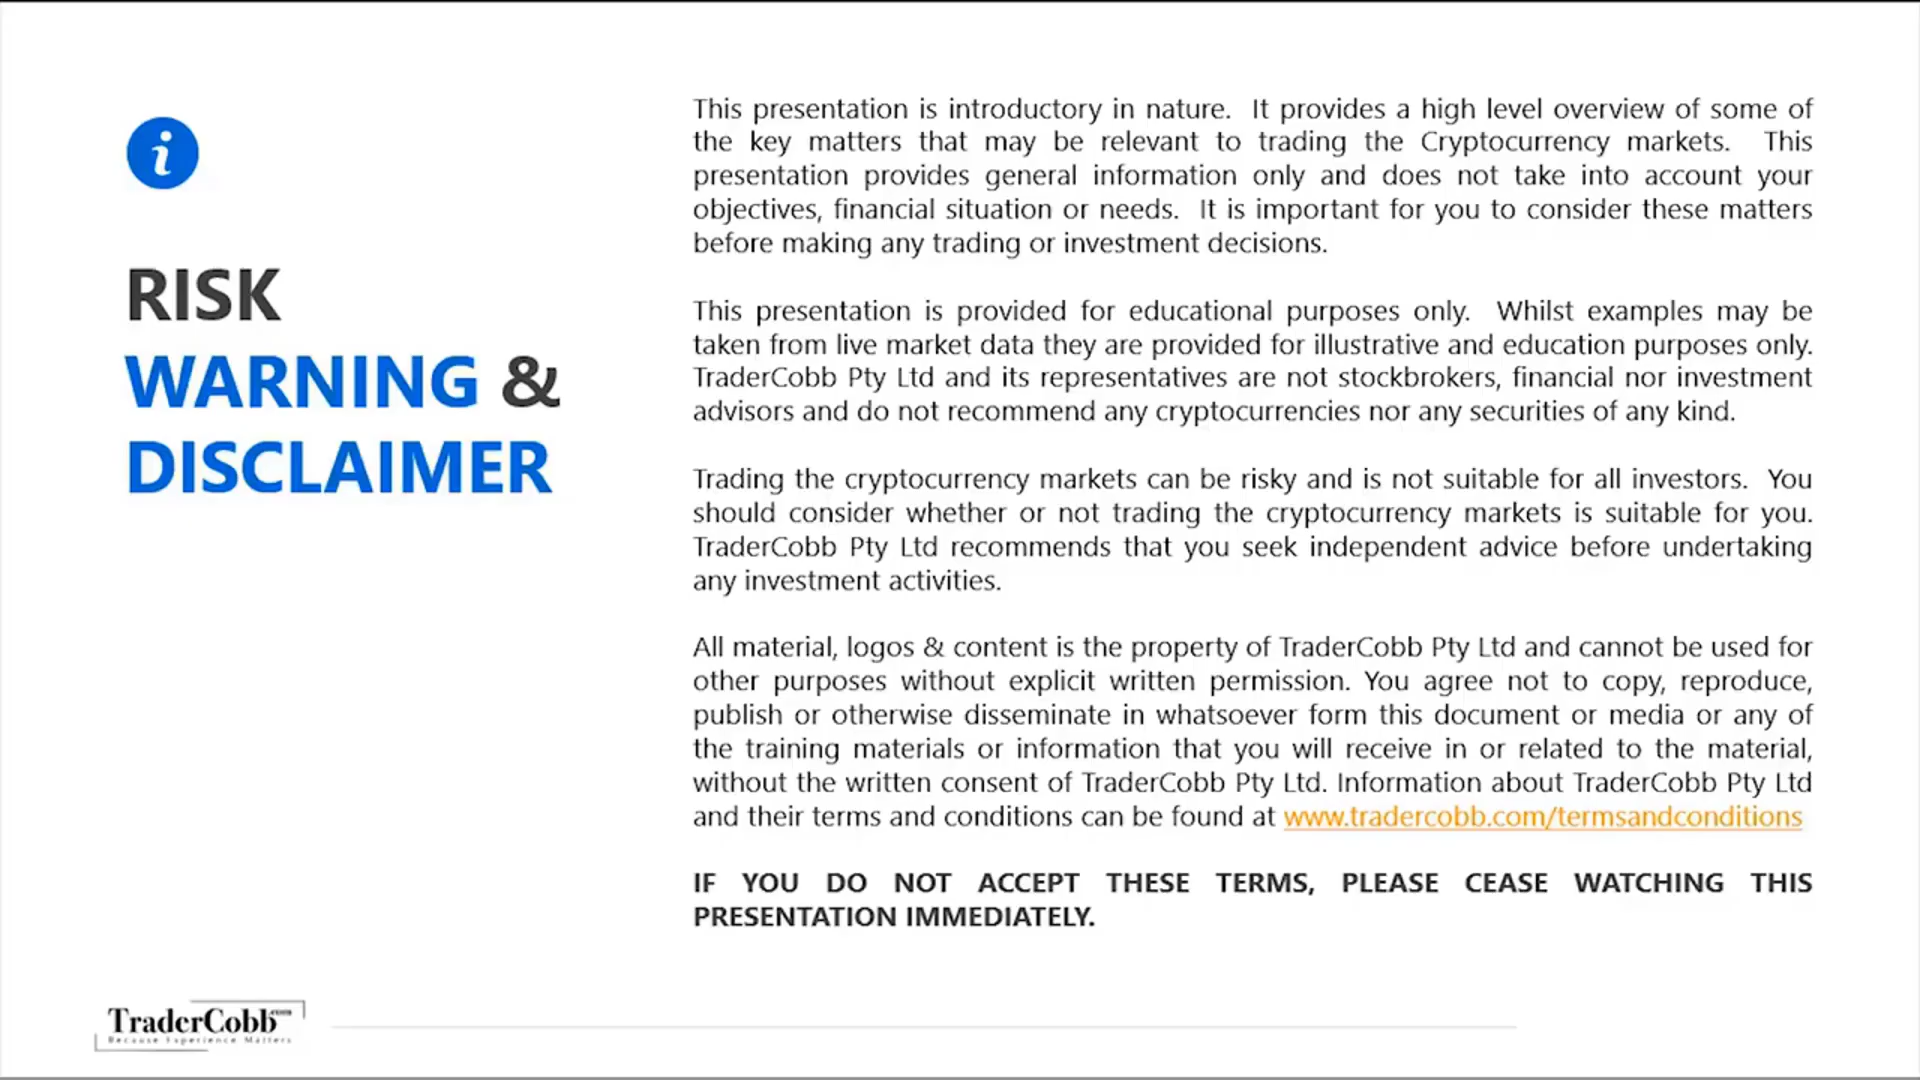 i
RISK
WARNING &
DISCLAIMER
This presentation is introductory in nature.  It provides a high level overview of some of
the key matters that may be relevant to trading the Cryptocurrency markets.  This
presentation provides general information only and does not take into account your
objectives, financial situation or needs.  It is important for you to consider these matters
before making any trading or investment decisions.
This presentation is provided for educational purposes only.  Whilst examples may be
taken from live market data they are provided for illustrative and education purposes only.
TraderCobb Pty Ltd and its representatives are not stockbrokers, financial nor investment
advisors and do not recommend any cryptocurrencies nor any securities of any kind.
Trading the cryptocurrency markets can be risky and is not suitable for all investors.  You
should consider whether or not trading the cryptocurrency markets is suitable for you.
TraderCobb Pty Ltd recommends that you seek independent advice before undertaking
any investment activities.
All material, logos & content is the property of TraderCobb Pty Ltd and cannot be used for
other purposes without explicit written permission. You agree not to copy, reproduce,
publish or otherwise disseminate in whatsoever form this document or media or any of
the training materials or information that you will receive in or related to the material,
without the written consent of TraderCobb Pty Ltd. Information about TraderCobb Pty Ltd
and their terms and conditions can be found at www.tradercobb.com/termsandconditions
IF YOU DO NOT ACCEPT THESE TERMS, PLEASE CEASE WATCHING THIS
PRESENTATION IMMEDIATELY.
TraderCobb.com
Because Experience Matters